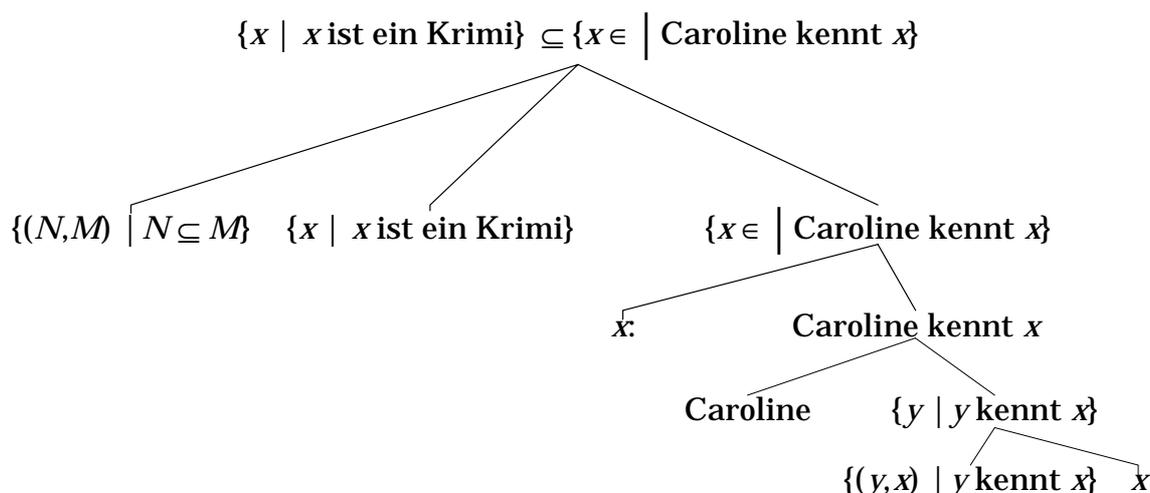 {x | x ist ein Krimi} ⊆ {x ∈ | Caroline kennt x}
{(N,M) | N ⊆ M} {x | x ist ein Krimi} {x ∈ | Caroline kennt x}
x: Caroline kennt x
Caroline {y | y kennt x}
{(y,x) | y kennt x} x